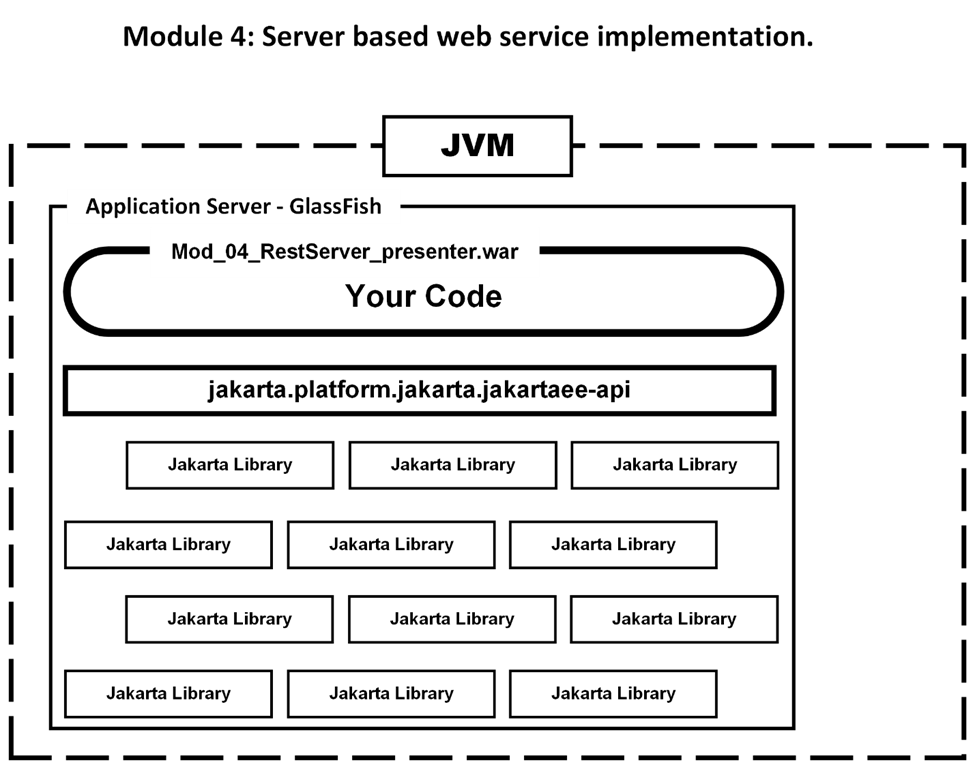 Module 4: Server based web service implementation.
JVM
Application Server - GlassFish
Mod_04_RestServer_presenter.war
Your Code
jakarta.platform.jakarta.jakartaee-api
Jakarta Library Jakarta Library Jakarta Library
Jakarta Library Jakarta Library Jakarta Library
Jakarta Library Jakarta Library Jakarta Library
Jakarta Library Jakarta Library Jakarta Library